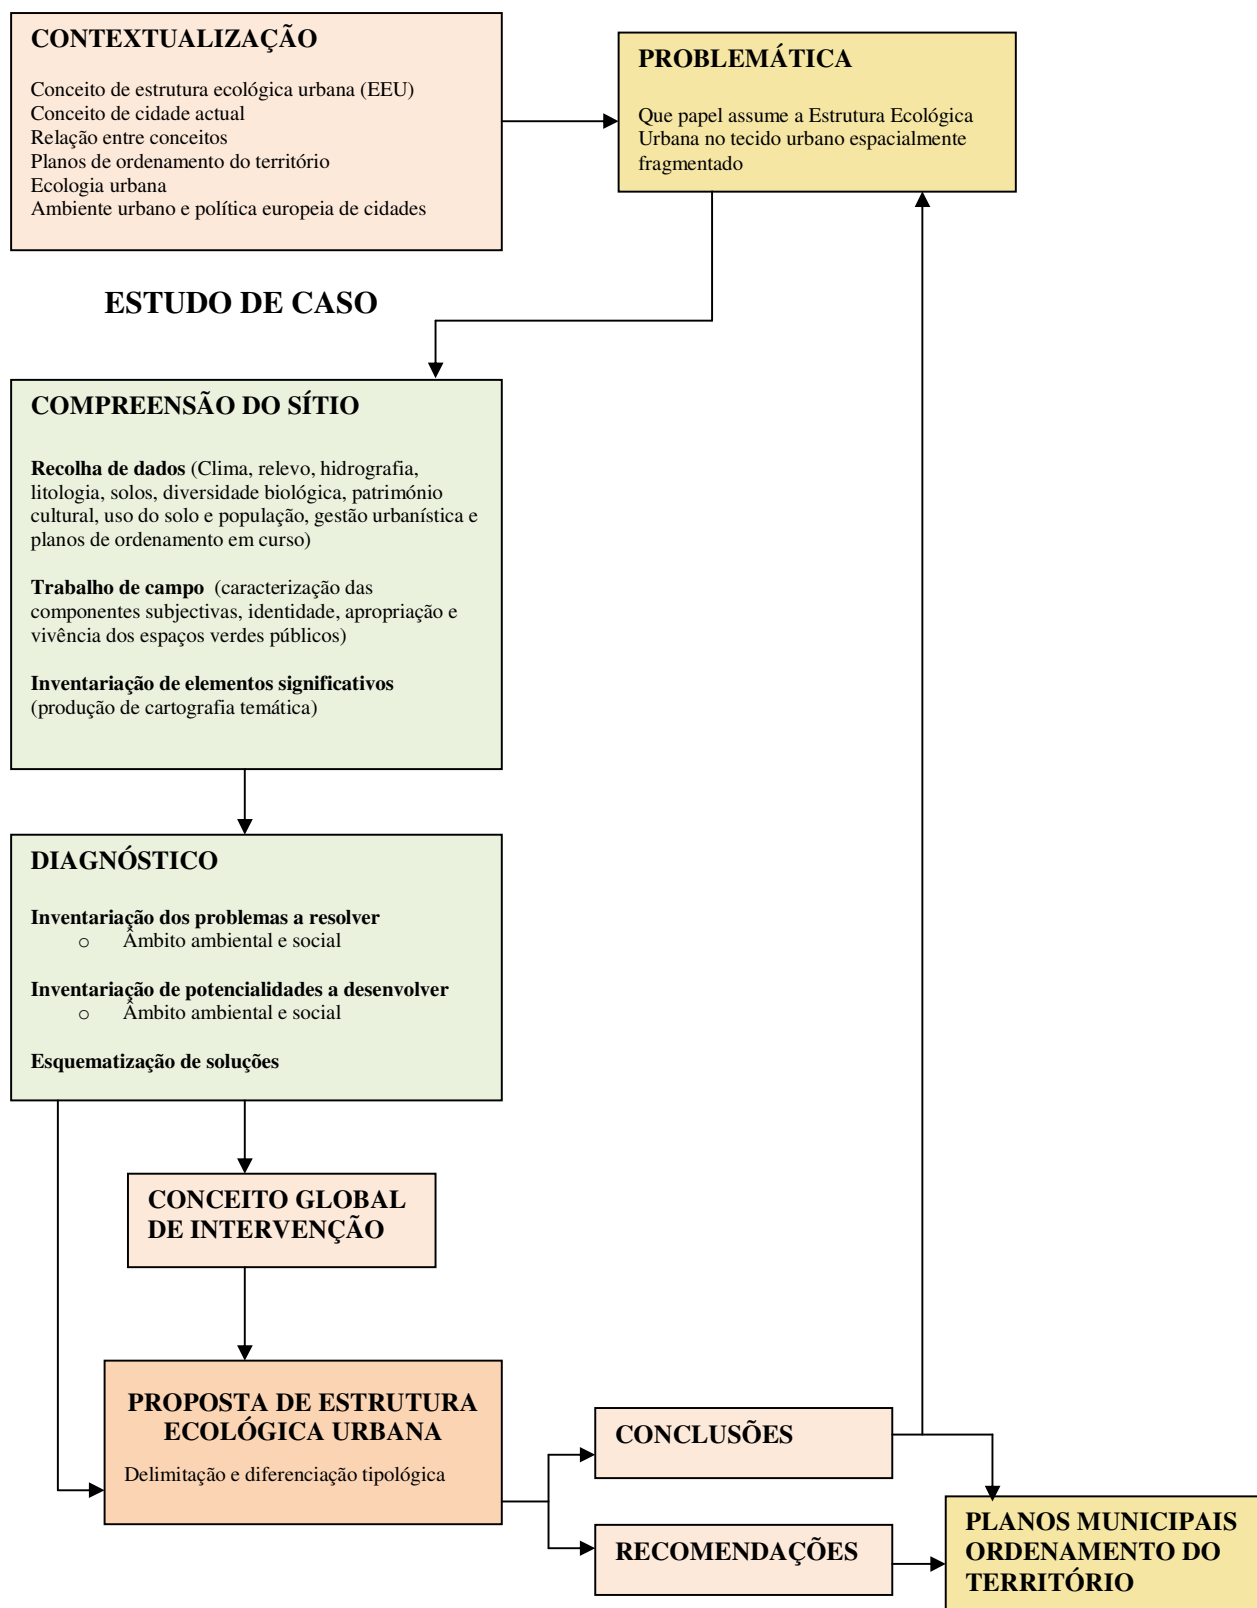 CONTEXTUALIZAÇÃO
Conceito de estrutura ecológica urbana (EEU)
Conceito de cidade actual
Relação entre conceitos
Planos de ordenamento do território
Ecologia urbana
Ambiente urbano e política europeia de cidades
PROBLEMÁTICA
Que papel assume a Estrutura Ecológica
Urbana no tecido urbano espacialmente
fragmentado
ESTUDO DE CASO
COMPREENSÃO DO SÍTIO
Recolha de dados (Clima, relevo, hidrografia,
litologia, solos, diversidade biológica, património
cultural, uso do solo e população, gestão urbanística e
planos de ordenamento em curso)
Trabalho de campo (caracterização das
componentes subjectivas, identidade, apropriação e
vivência dos espaços verdes públicos)
Inventariação de elementos significativos
(produção de cartografia temática)
DIAGNÓSTICO
Inventariação dos problemas a resolver
o Âmbito ambiental e social
Inventariação de potencialidades a desenvolver
o Âmbito ambiental e social
Esquematização de soluções
CONCEITO GLOBAL
DE INTERVENÇÃO
PROPOSTA DE ESTRUTURA
ECOLÓGICA URBANA
Delimitação e diferenciação tipológica
CONCLUSÕES
RECOMENDAÇÕES
PLANOS MUNICIPAIS
ORDENAMENTO DO
TERRITÓRIO